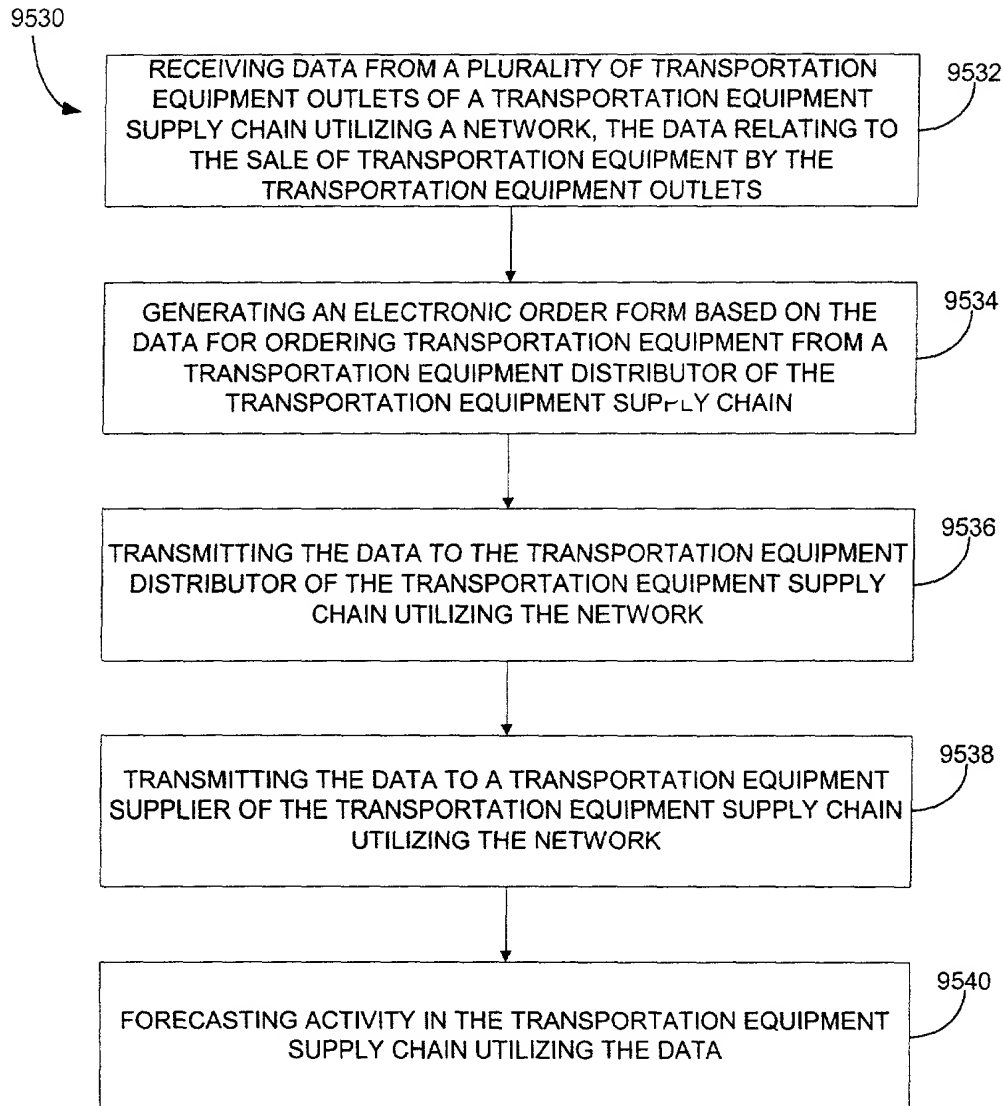 9530
RECEIVING DATA FROM A PLURALITY OF TRANSPORTATION
EQUIPMENT OUTLETS OF A TRANSPORTATION EQUIPMENT
SUPPLY CHAIN UTILIZING A NETWORK, THE DATA RELATING TO
THE SALE OF TRANSPORTATION EQUIPMENT BY THE
TRANSPORTATION EQUIPMENT OUTLETS
9532
GENERATING AN ELECTRONIC ORDER FORM BASED ON THE
DATA FOR ORDERING TRANSPORTATION EQUIPMENT FROM A
TRANSPORTATION EQUIPMENT DISTRIBUTOR OF THE
TRANSPORTATION EQUIPMENT SUPPLY CHAIN
9534
TRANSMITTING THE DATA TO THE TRANSPORTATION EQUIPMENT
DISTRIBUTOR OF THE TRANSPORTATION EQUIPMENT SUPPLY
CHAIN UTILIZING THE NETWORK
9536
TRANSMITTING THE DATA TO A TRANSPORTATION EQUIPMENT
SUPPLIER OF THE TRANSPORTATION EQUIPMENT SUPPLY CHAIN
UTILIZING THE NETWORK
9538
FORECASTING ACTIVITY IN THE TRANSPORTATION EQUIPMENT
SUPPLY CHAIN UTILIZING THE DATA
9540